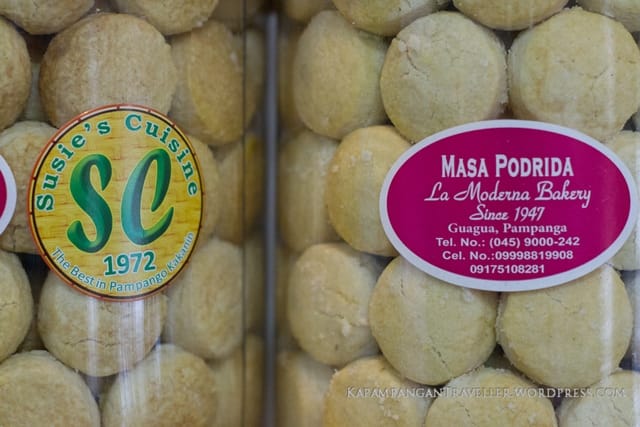 Susie's Cuisine
SC
1972
The Best in Pampango Kakanin
MASA PODRIDA
La Moderna Bakery
Since 1947
Guagua, Pampanga
Tel. No.: (045) 9000-242
Cel. No.:09998819908
09175108281
KAPAMPANGANTRAVELLER.WORDPRESS.COM